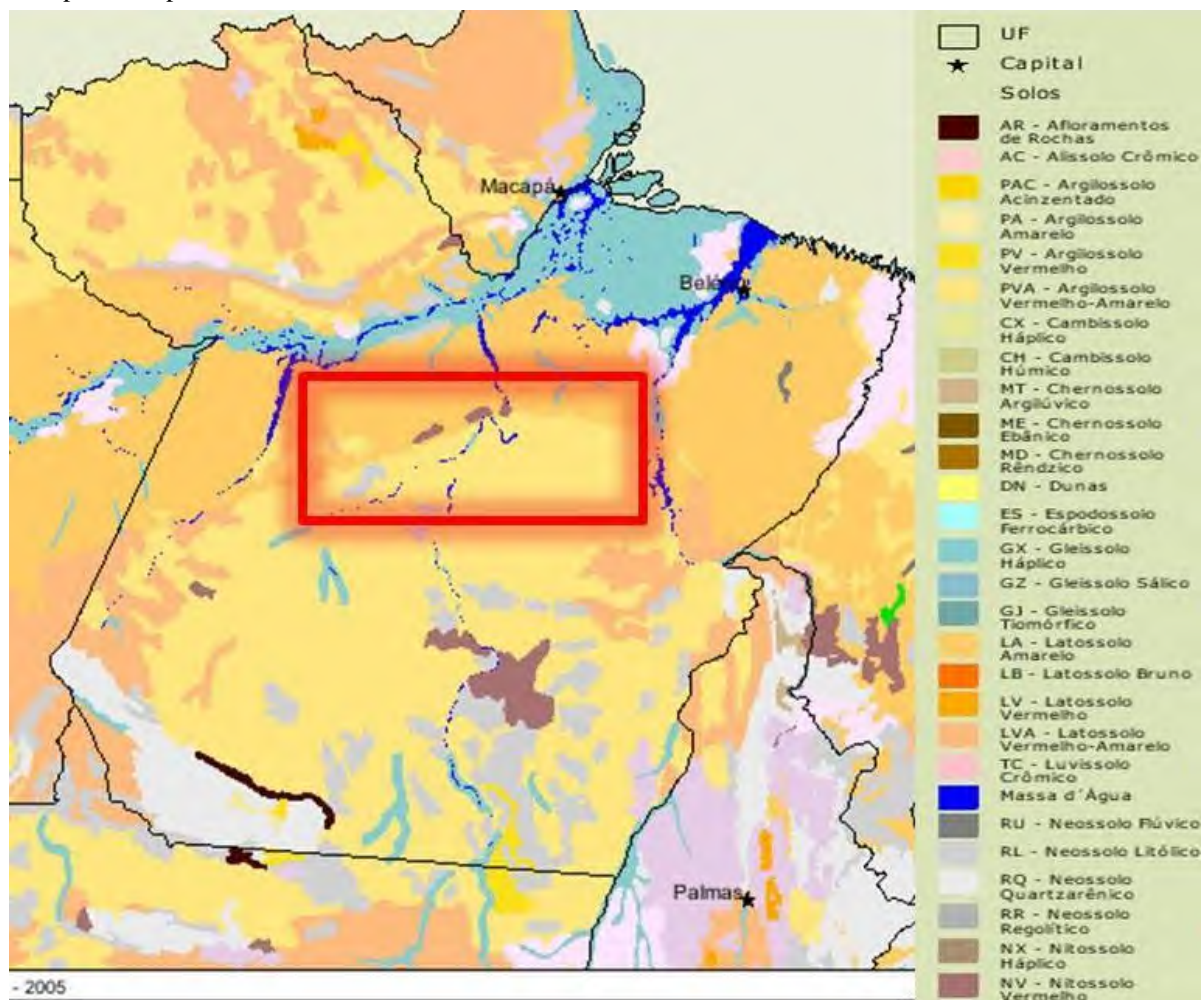 Macapá
Belém
Palmas
- 2005
UF
Capital
Solos
AR - Afloramentos
de Rochas
AC - Alissolo Crômico
PAC - Argilossolo
Acinzentado
PA - Argilossolo
Amarelo
PV - Argilossolo
Vermelho
PVA - Argilossolo
Vermelho-Amarelo
CX - Cambissolo
Háplico
CH - Cambissolo
Húmico
MT - Chernossolo
Argilúvico
ME - Chernossolo
Ebânico
MD - Chernossolo
Rêndzico
DN - Dunas
ES - Espodossolo
Ferrocárbico
GX - Gleissolo
Háplico
GZ - Gleissolo Sálico
GJ - Gleissolo
Tiomórfico
LA - Latossolo
Amarelo
LB - Latossolo Bruno
LV - Latossolo
Vermelho
LVA - Latossolo
Vermelho-Amarelo
TC - Luvissolo
Crômico
Massa d´Água
RU - Neossolo Flúvico
RL - Neossolo Litólico
RQ - Neossolo
Quartzarênico
RR - Neossolo
Regolítico
NX - Nitossolo
Háplico
NV - Nitossolo
Vermelho